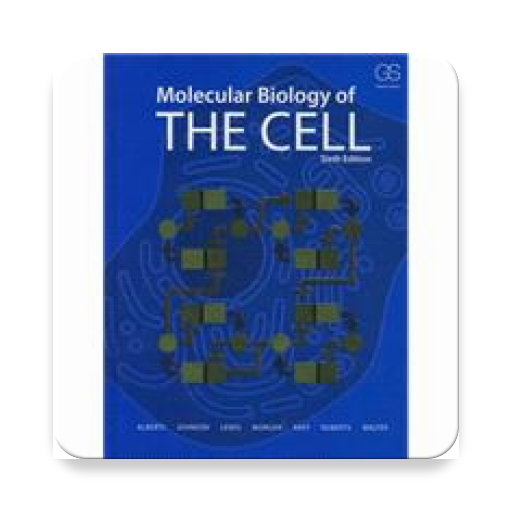 GS
Molecular Biology of
THE CELL
Sixth Edition
ALBERTS JOHNSON LEWIS MORGAN RAFF ROBERTS WALTER